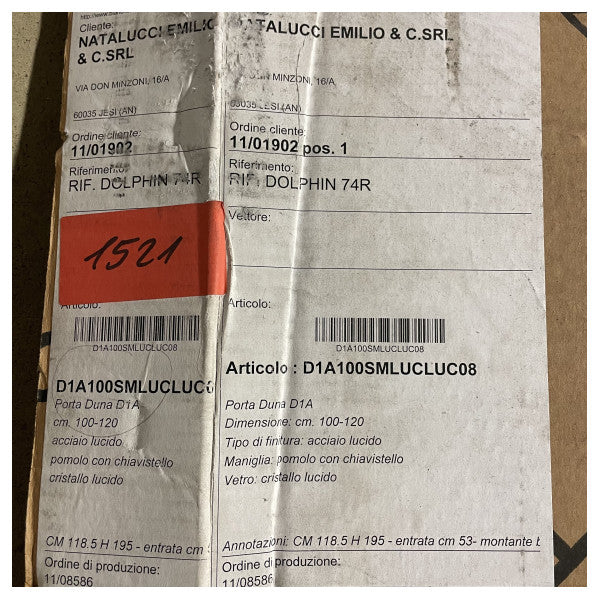 Cliente:
NATALUCCI EMILIO
& C.SRL
VIA DON MINZONI, 16/A
60035 JESI (AN)
Ordine cliente:
11/01902
Riferimento:
RIF. DOLPHIN 74R
1521
Articolo:
D1A100SMLUCLUC08
D1A100SMLUCLUC0
Porta Duna D1A
cm. 100-120
acciaio lucido
pomolo con chiavistello
cristallo lucido
CM 118.5 H 195 - entrata cm
Ordine di produzione:
11/08586
NATALUCCI EMILIO & C.SRL
DON MINZONI, 16/A
JESI (AN)
Ordine cliente:
11/01902 pos. 1
Riferimento:
RIF. DOLPHIN 74R
Vettore:
Articolo:
D1A100SMLUCLUC08
Articolo : D1A100SMLUCLUC08
Porta Duna D1A
Dimensione: cm. 100-120
Tipo di finitura: acciaio lucido
Maniglia: pomolo con chiavistello
Vetro: cristallo lucido
Annotazioni: CM 118.5 H 195 - entrata cm 53- montante b
Ordine di produzione:
11/08586